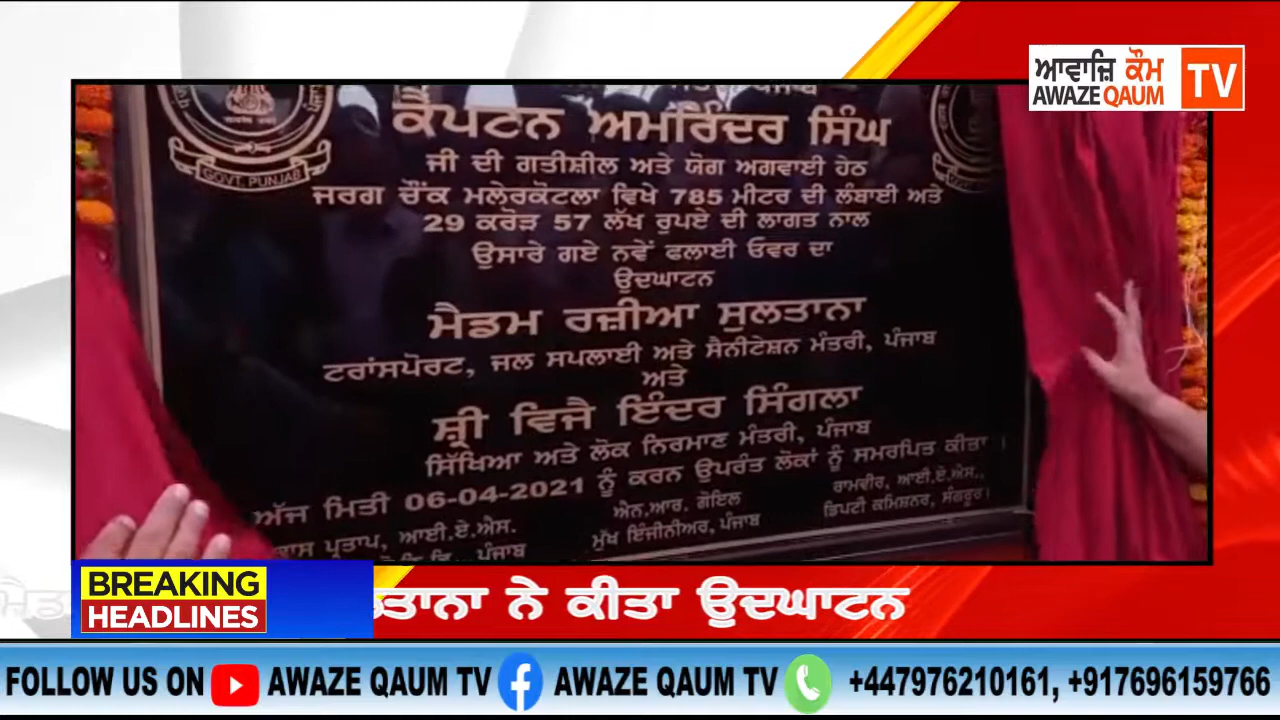 ਆਵਾਜ਼ਿ ਕੌਮ
AWAZE QAUM
TV
GOVT. PUNJAB
ਕੈਪਟਨ ਅਮਰਿੰਦਰ ਸਿੰਘ
ਜੀ ਦੀ ਗਤੀਸ਼ੀਲ ਅਤੇ ਯੋਗ ਅਗਵਾਈ ਹੇਠ
ਜਰਗ ਚੌਂਕ ਮਲੇਰਕੋਟਲਾ ਵਿਖੇ 785 ਮੀਟਰ ਦੀ ਲੰਬਾਈ ਅਤੇ
29 ਕਰੋੜ 57 ਲੱਖ ਰੁਪਏ ਦੀ ਲਾਗਤ ਨਾਲ
ਉਸਾਰੇ ਗਏ ਨਵੇਂ ਫਲਾਈ ਓਵਰ ਦਾ
ਉਦਘਾਟਨ
ਮੈਡਮ ਰਜ਼ੀਆ ਸੁਲਤਾਨਾ
ਟਰਾਂਸਪੋਰਟ, ਜਲ ਸਪਲਾਈ ਅਤੇ ਸੈਨੀਟੇਸ਼ਨ ਮੰਤਰੀ, ਪੰਜਾਬ
ਅਤੇ
ਸ਼੍ਰੀ ਵਿਜੈ ਇੰਦਰ ਸਿੰਗਲਾ
ਸਿੱਖਿਆ ਅਤੇ ਲੋਕ ਨਿਰਮਾਣ ਮੰਤਰੀ, ਪੰਜਾਬ
ਅੱਜ ਮਿਤੀ 06-04-2021 ਨੂੰ ਕਰਨ ਉਪਰੰਤ ਲੋਕਾਂ ਨੂੰ ਸਮਰਪਿਤ ਕੀਤਾ ।
ਪ੍ਰਤਾਪ, ਆਈ.ਏ.ਐਸ. ਐਨ.ਆਰ. ਗੋਇਲ ਰਾਮਵੀਰ, ਆਈ.ਏ.ਐਸ.,
ਪੰਜਾਬ ਮੁੱਖ ਇੰਜੀਨੀਅਰ, ਪੰਜਾਬ ਡਿਪਟੀ ਕਮਿਸ਼ਨਰ, ਸੰਗਰੂਰ।
BREAKING
HEADLINES
ਲਤਾਨਾ ਨੇ ਕੀਤਾ ਉਦਘਾਟਨ
FOLLOW US ON AWAZE QAUM TV AWAZE QAUM TV +447976210161, +917696159766